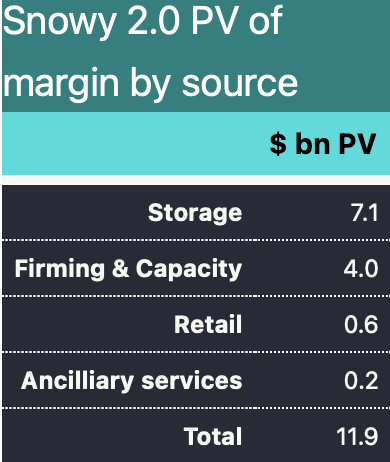 Snowy 2.0 PV of
margin by source
$ bn PV
Storage 7.1
Firming & Capacity 4.0
Retail 0.6
Ancilliary services 0.2
Total 11.9